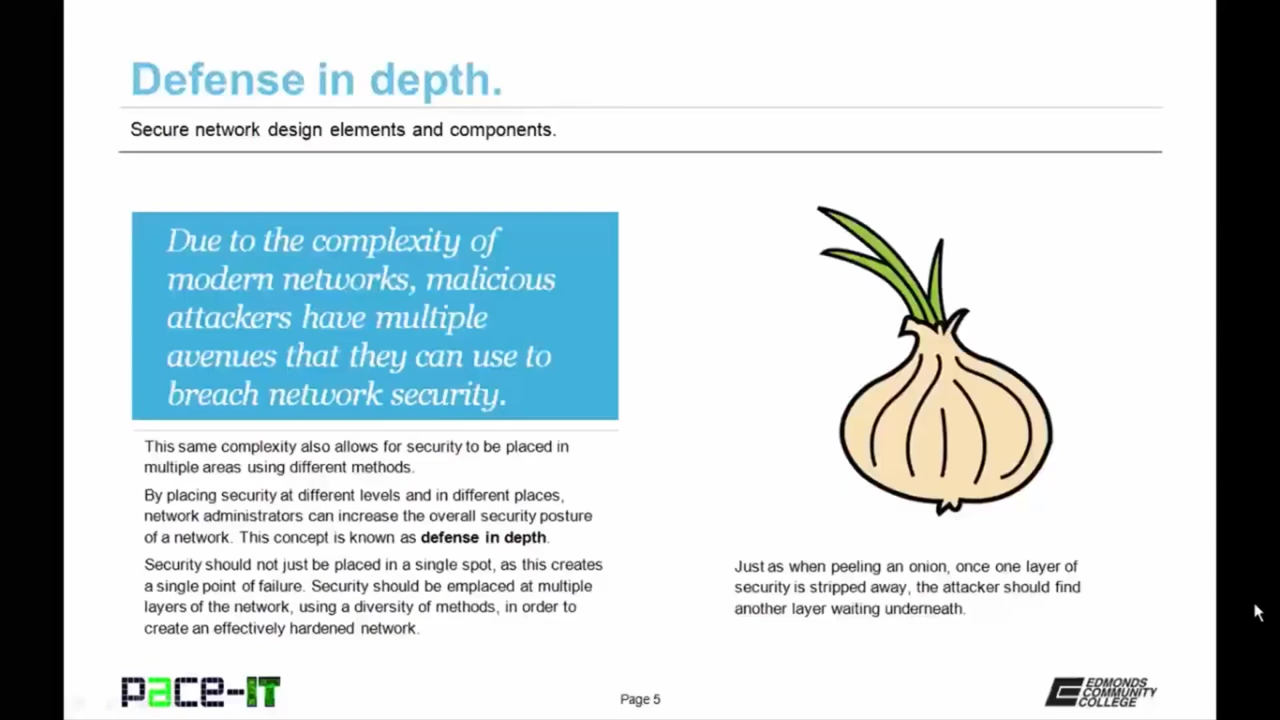 Defense in depth.
Secure network design elements and components.
Due to the complexity of
modern networks, malicious
attackers have multiple
avenues that they can use to
breach network security.
This same complexity also allows for security to be placed in
multiple areas using different methods.
By placing security at different levels and in different places,
network administrators can increase the overall security posture
of a network. This concept is known as defense in depth.
Security should not just be placed in a single spot, as this creates
a single point of failure. Security should be emplaced at multiple
layers of the network, using a diversity of methods, in order to
create an effectively hardened network.
Just as when peeling an onion, once one layer of
security is stripped away, the attacker should find
another layer waiting underneath.
pace-IT
Page 5
EDMONDS
COMMUNITY
COLLEGE